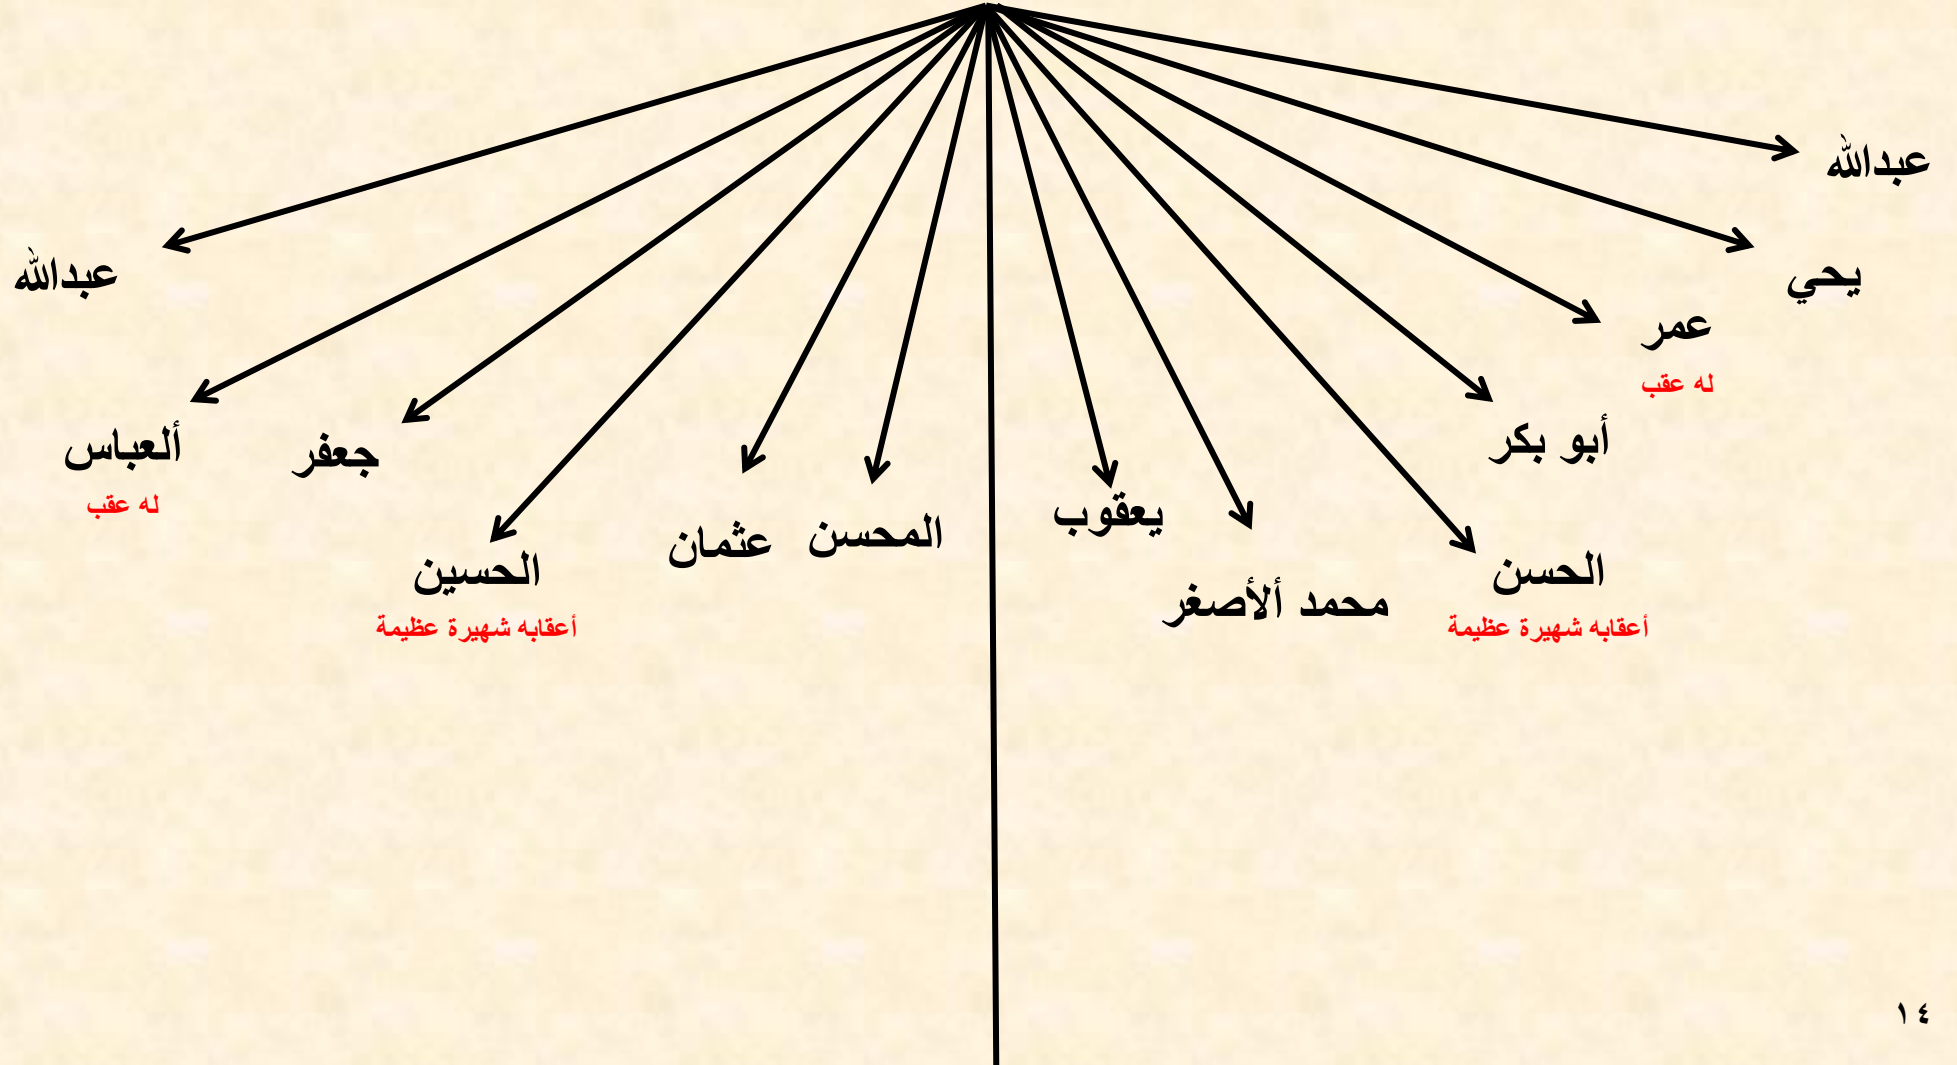 عبدالله
يحي
عمر
له عقب
أبو بكر
الحسن
أعقابه شهيرة عظيمة
محمد ألأصغر
يعقوب
المحسن
عثمان
الحسين
أعقابه شهيرة عظيمة
جعفر
ألعباس
له عقب
عبدالله
١٤